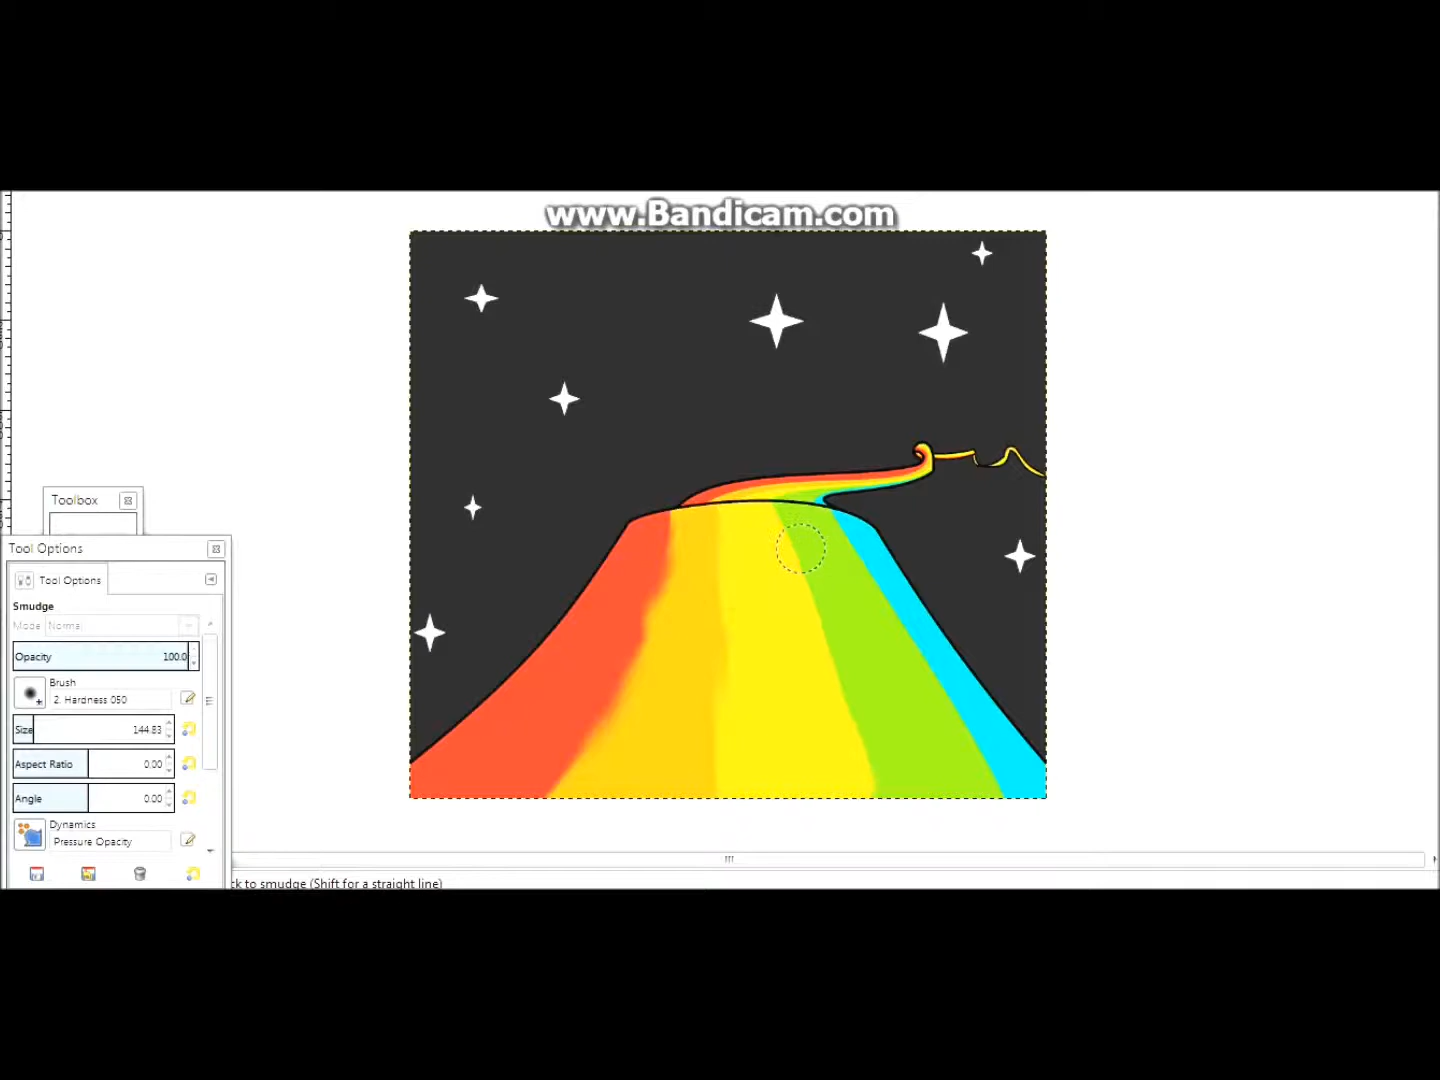 www.Bandicam.com
Toolbox
Tool Options
Tool Options
Smudge
Mode Normal
Opacity 100.0
Brush
2. Hardness 050
Size 144.83
Aspect Ratio 0.00
Angle 0.00
Dynamics
Pressure Opacity
ck to smudge (Shift for a straight line)